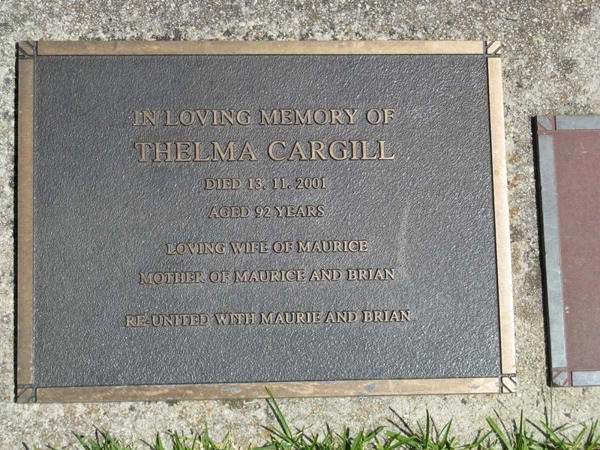 IN LOVING MEMORY OF
THELMA CARGILL
DIED 13. 11. 2001
AGED 92 YEARS
LOVING WIFE OF MAURICE
MOTHER OF MAURICE AND BRIAN
RE-UNITED WITH MAURIE AND BRIAN